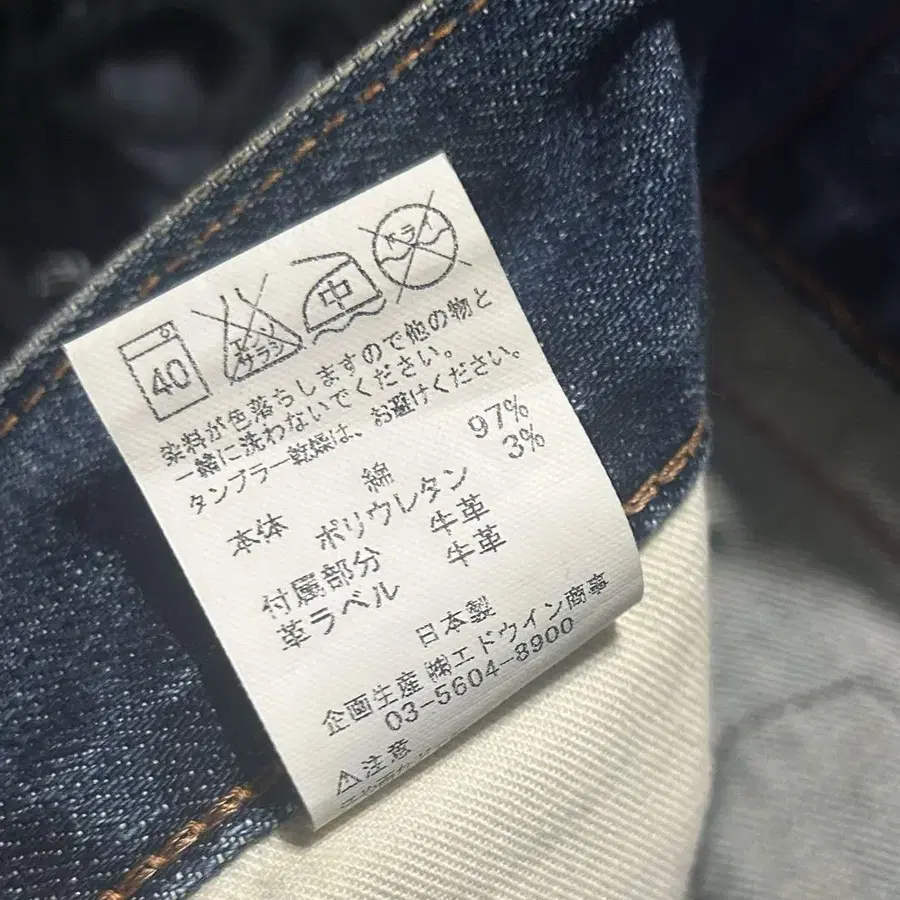 40 エンソ サラシ 中 ドライ
染料が色落ちしますので他の物と
一緒に洗わないでください。
タンブラー乾燥は、お避けください。
本体 綿 97%
ポリウレタン 3%
付属部分 牛革
革ラベル 牛革
日本製
企画生産 ㈱エドウイン商事
03-5604-8900
⚠注意